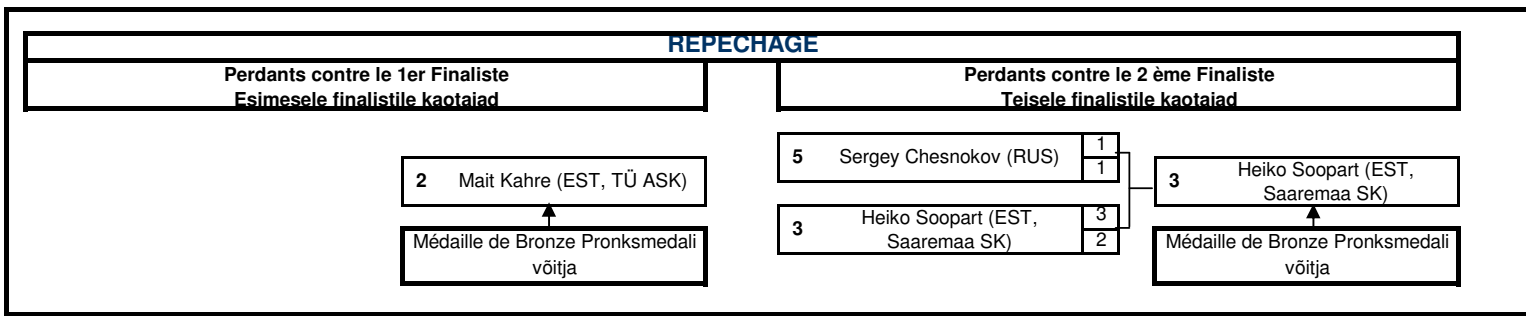 REPECHAGE
Perdants contre le 1er Finaliste
Esimesele finalistile kaotajad
Perdants contre le 2 ème Finaliste
Teisele finalistile kaotajad
2 Mait Kahre (EST, TÜ ASK)
Médaille de Bronze Pronksmedali
võitja
5 Sergey Chesnokov (RUS) 1
1
3 Heiko Soopart (EST, 3
Saaremaa SK) 2
3 Heiko Soopart (EST,
Saaremaa SK)
Médaille de Bronze Pronksmedali
võitja